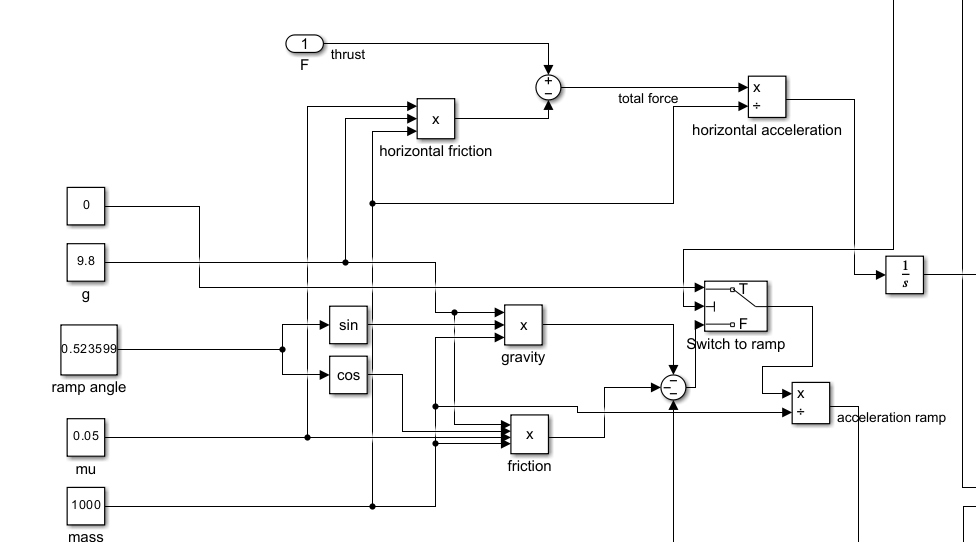 1
F
thrust
+
−
total force
x
÷
horizontal acceleration
x
horizontal friction
0
9.8
g
1
s
T
F
Switch to ramp
0.523599
ramp angle
sin
cos
x
gravity
−
−
−
x
÷
acceleration ramp
0.05
mu
x
friction
1000
mass